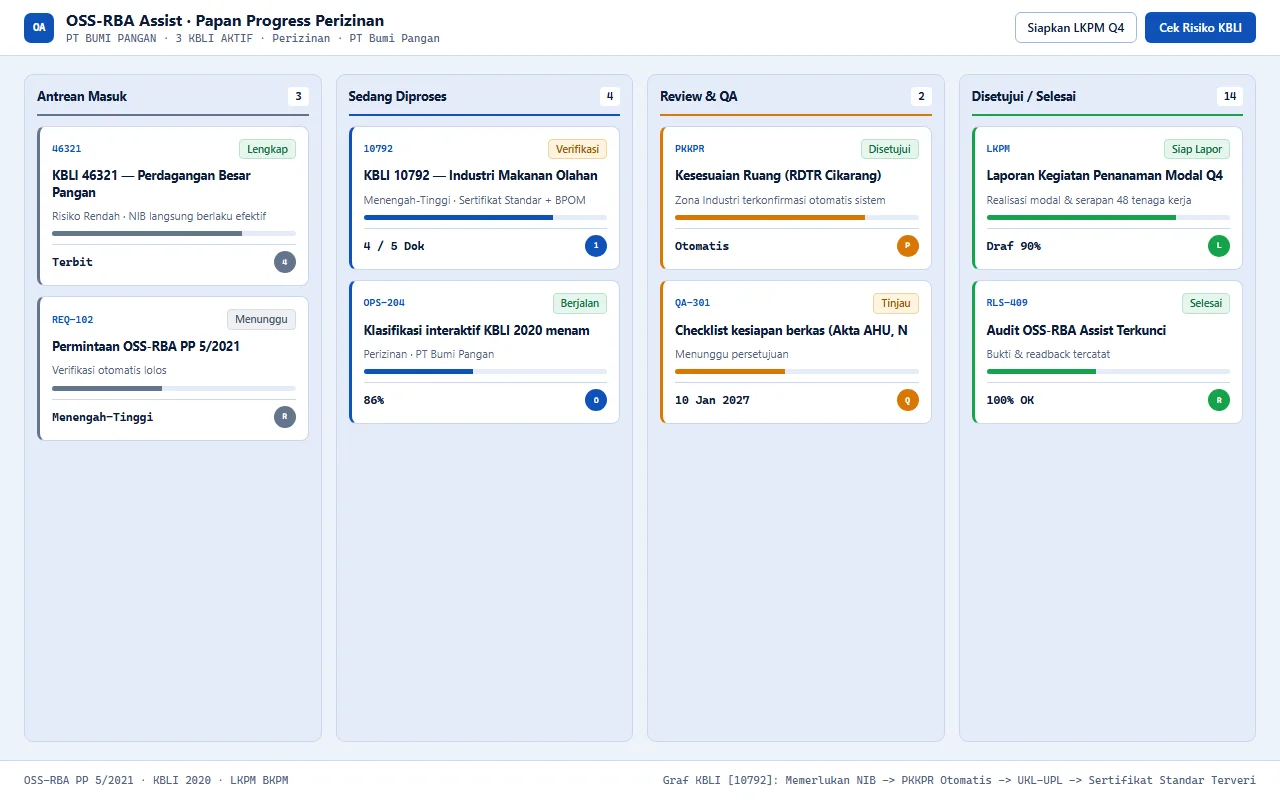 OA
OSS-RBA Assist · Papan Progress Perizinan
PT BUMI PANGAN · 3 KBLI AKTIF · Perizinan · PT Bumi Pangan
Siapkan LKPM Q4
Cek Risiko KBLI
Antrean Masuk
3
46321
Lengkap
KBLI 46321 — Perdagangan Besar
Pangan
Risiko Rendah · NIB langsung berlaku efektif
Terbit
4
REQ-102
Menunggu
Permintaan OSS-RBA PP 5/2021
Verifikasi otomatis lolos
Menengah-Tinggi
R
Sedang Diproses
4
10792
Verifikasi
KBLI 10792 — Industri Makanan Olahan
Menengah-Tinggi · Sertifikat Standar + BPOM
4 / 5 Dok
1
OPS-204
Berjalan
Klasifikasi interaktif KBLI 2020 menam
Perizinan · PT Bumi Pangan
86%
O
Review & QA
2
PKKPR
Disetujui
Kesesuaian Ruang (RDTR Cikarang)
Zona Industri terkonfirmasi otomatis sistem
Otomatis
P
QA-301
Tinjau
Checklist kesiapan berkas (Akta AHU, N
Menunggu persetujuan
10 Jan 2027
Q
Disetujui / Selesai
14
LKPM
Siap Lapor
Laporan Kegiatan Penanaman Modal Q4
Realisasi modal & serapan 48 tenaga kerja
Draf 90%
L
RLS-409
Selesai
Audit OSS-RBA Assist Terkunci
Bukti & readback tercatat
100% OK
R
OSS-RBA PP 5/2021 · KBLI 2020 · LKPM BKPM
Graf KBLI [10792]: Memerlukan NIB -> PKKPR Otomatis -> UKL-UPL -> Sertifikat Standar Terveri